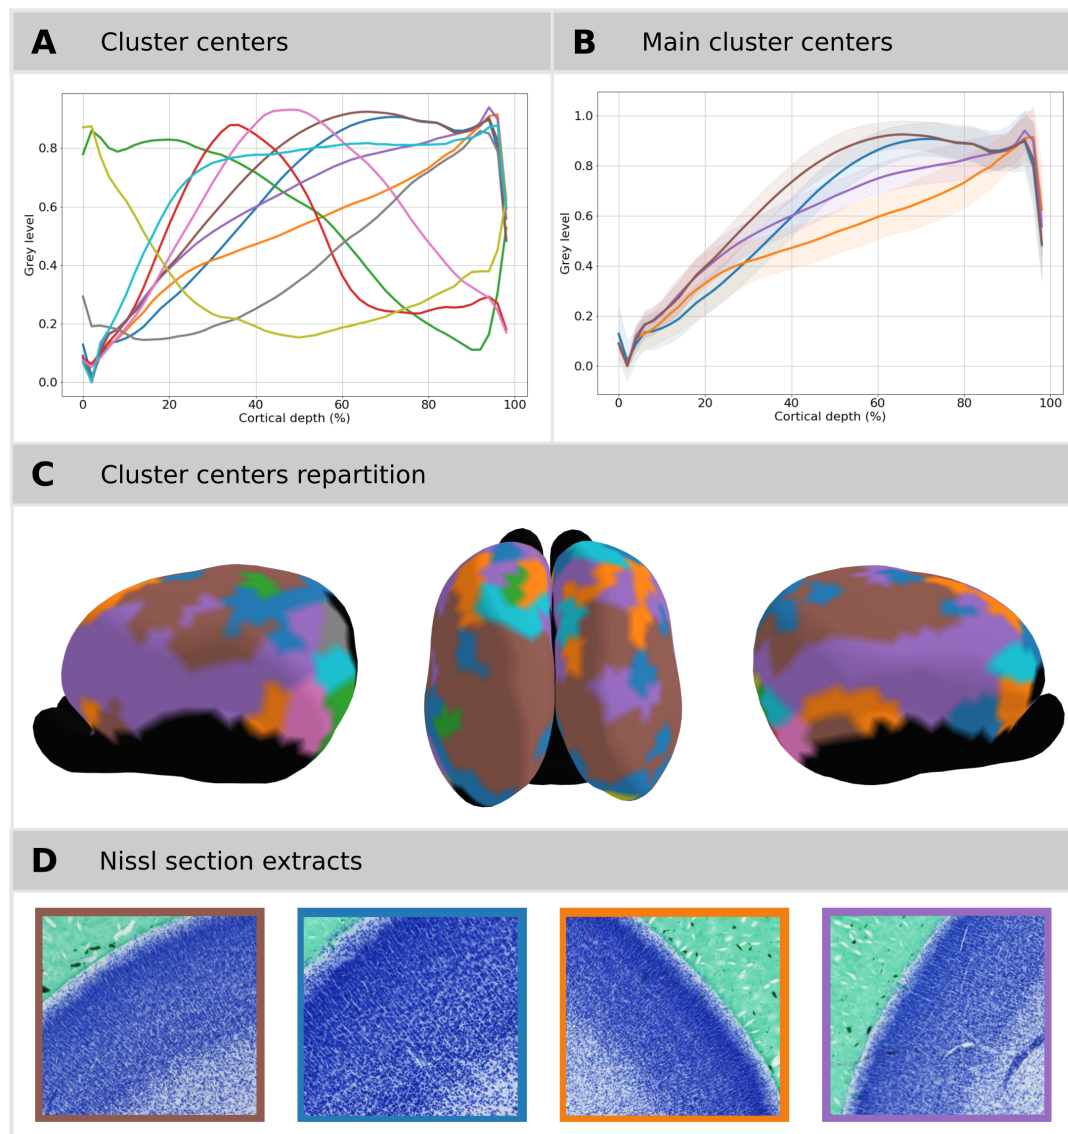 A Cluster centers
B Main cluster centers
Grey level
0.8
0.6
0.4
0.2
0.0
0 20 40 60 80 100
Cortical depth (%)
Grey level
1.0
0.8
0.6
0.4
0.2
0.0
0 20 40 60 80 100
Cortical depth (%)
C Cluster centers repartition
D Nissl section extracts